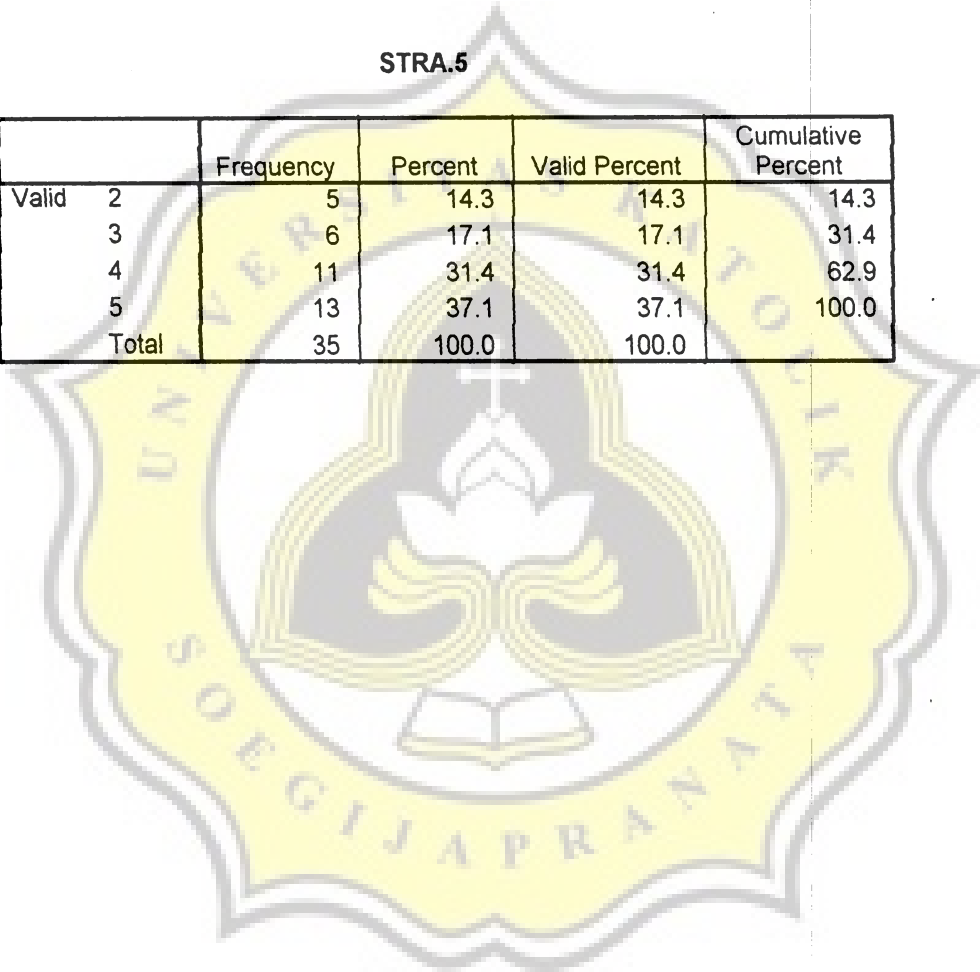 STRA.5
Frequency Percent Valid Percent Cumulative Percent
Valid 2 5 14.3 14.3 14.3
3 6 17.1 17.1 31.4
4 11 31.4 31.4 62.9
5 13 37.1 37.1 100.0
Total 35 100.0 100.0
UNIVERSITAS KATOLIK
SOEGIJAPRANATA